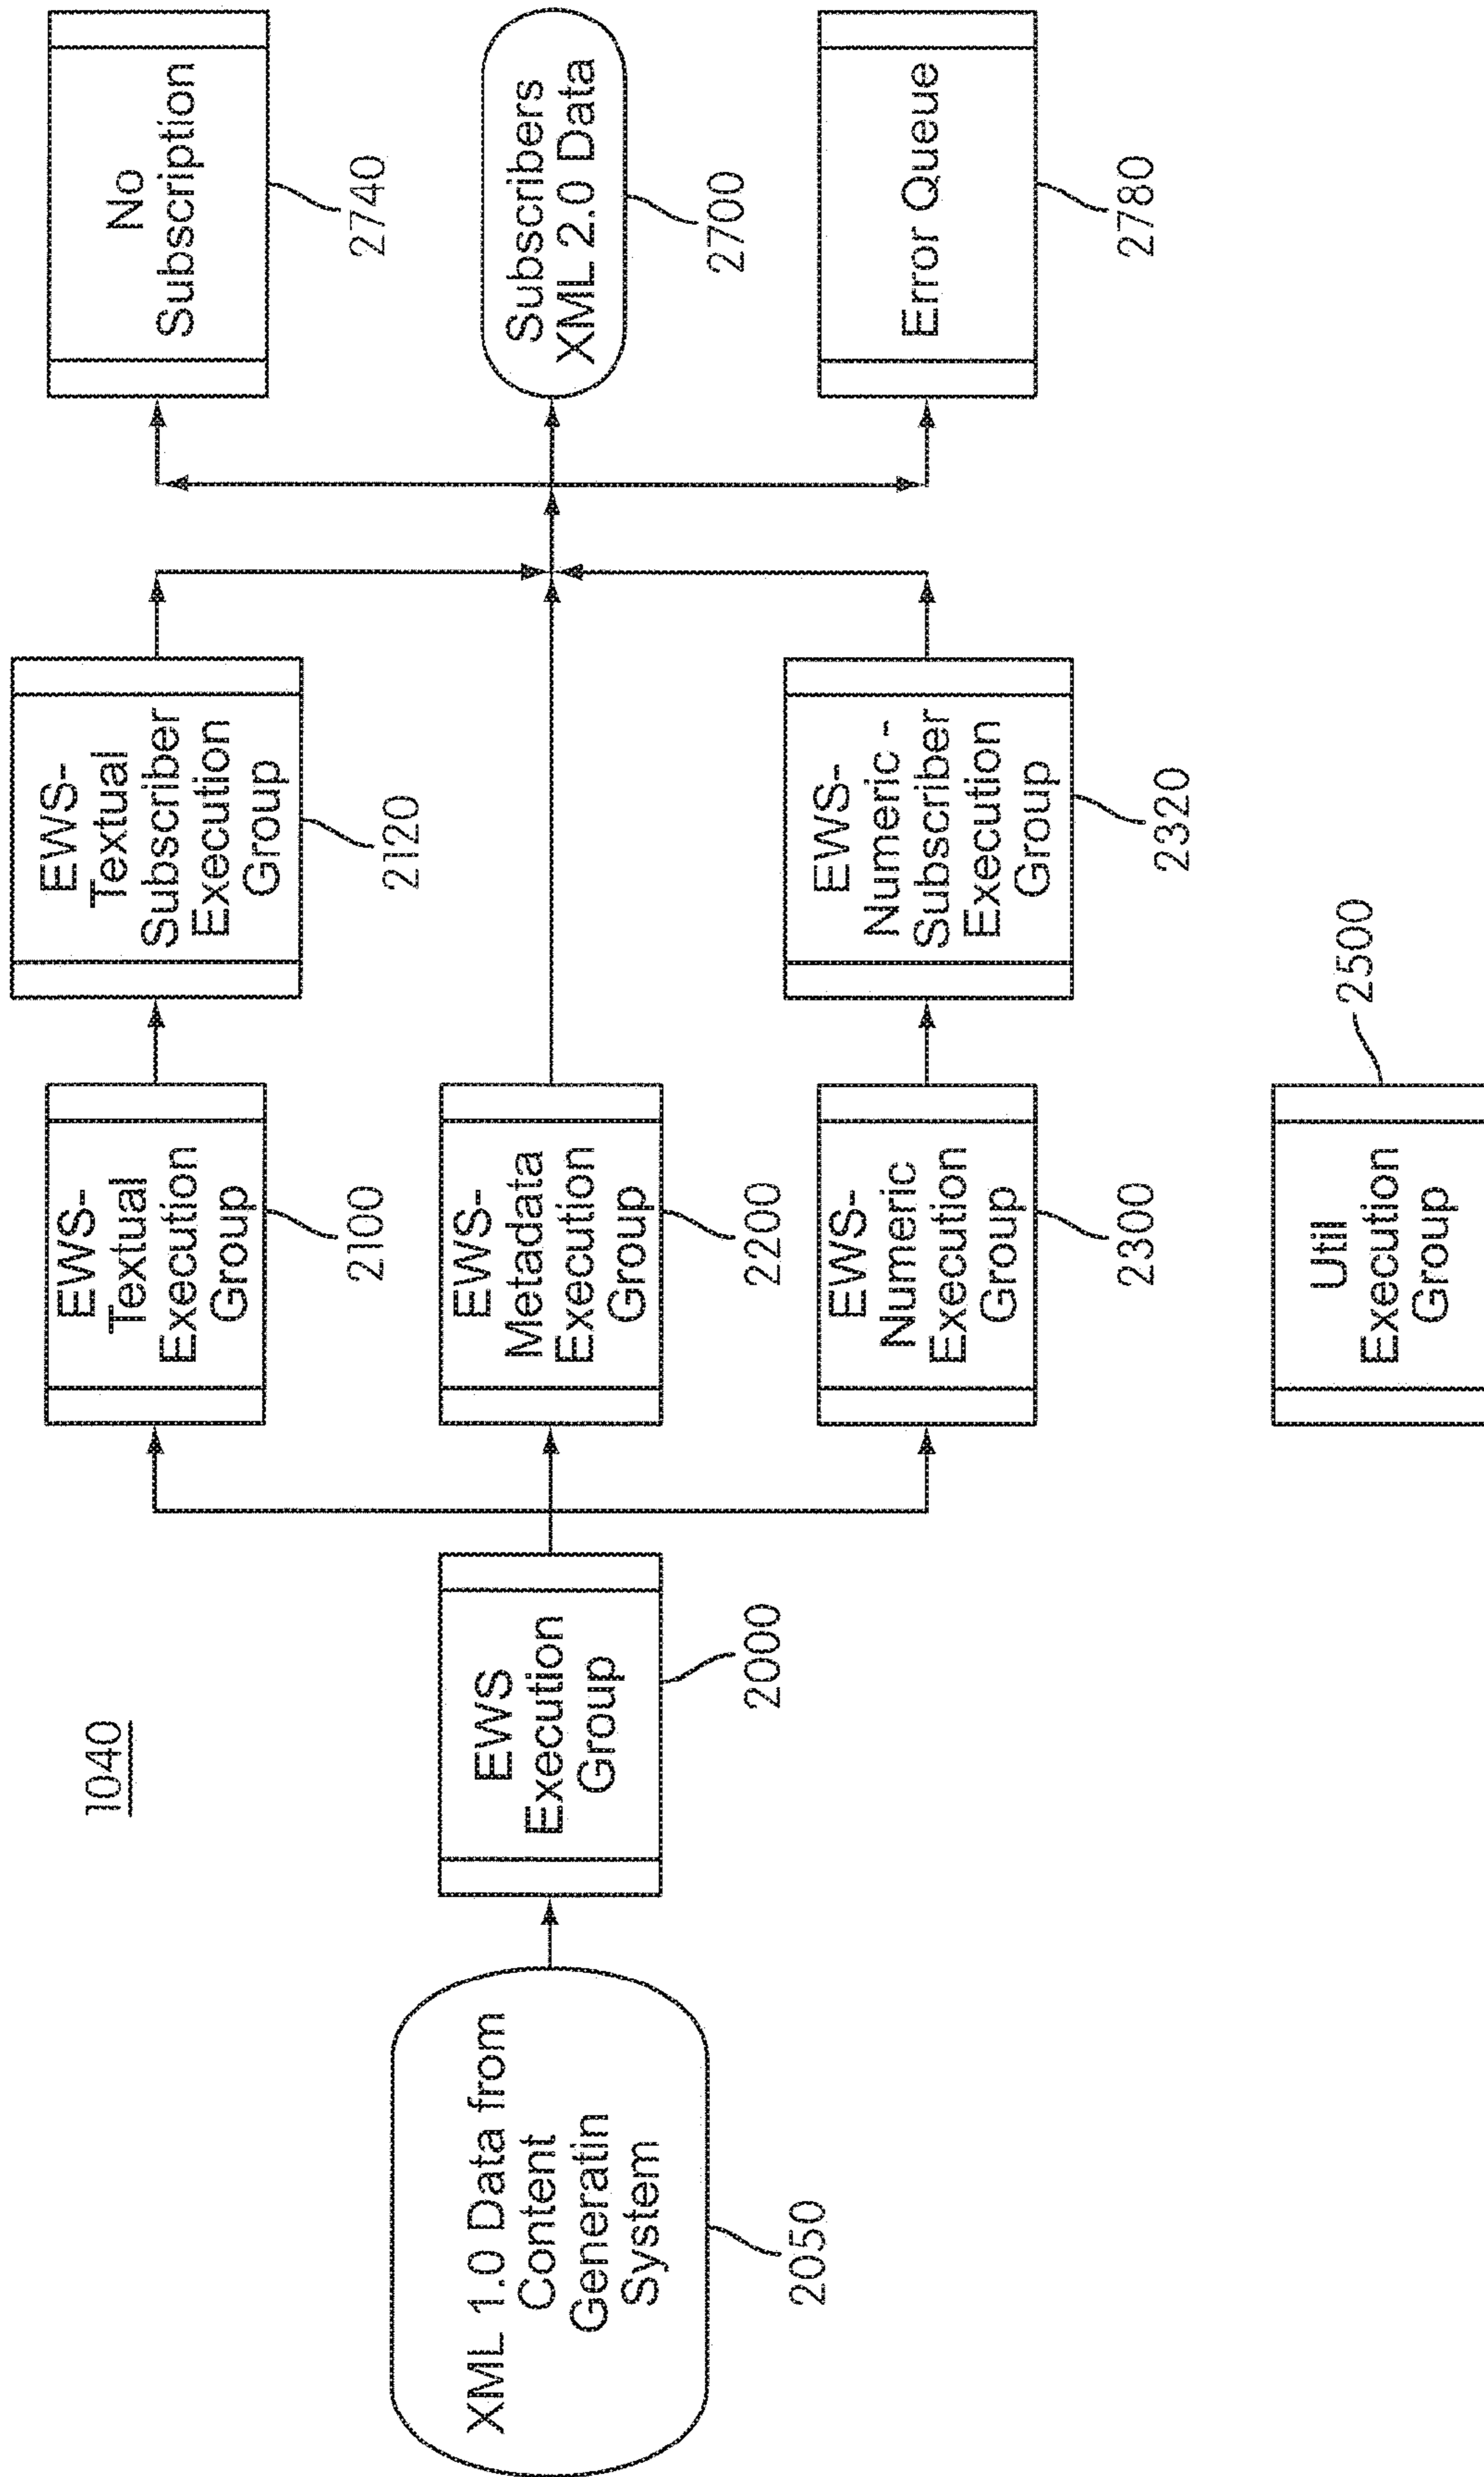 1040
XML 1.0 Data from
Content
Generatin
System
2050
EWS
Execution
Group
2000
EWS-
Textual
Execution
Group
2100
EWS-
Metadata
Execution
Group
2200
EWS-
Numeric
Execution
Group
2300
Util
Execution
Group
2500
EWS-
Textual
Subscriber
Execution
Group
2120
EWS-
Numeric -
Subscriber
Execution
Group
2320
No
Subscription
2740
Subscribers
XML 2.0 Data
2700
Error Queue
2780